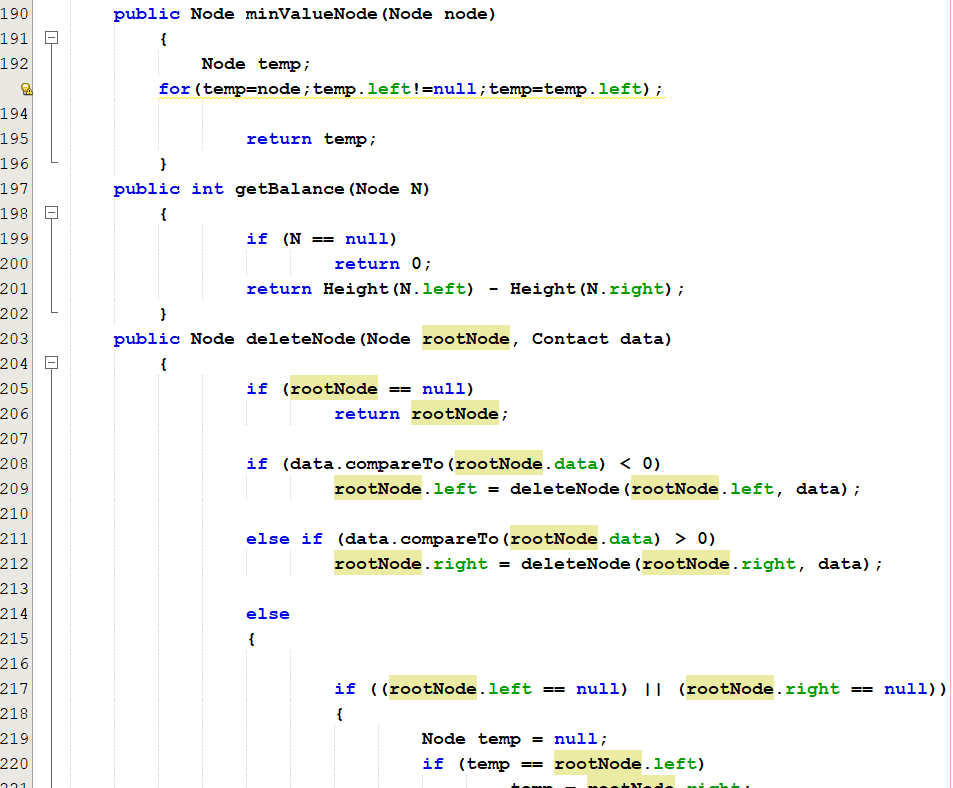 190 public Node minValueNode(Node node)
191 {
192 Node temp;
for(temp=node;temp.left!=null;temp=temp.left);
194
195 return temp;
196 }
197 public int getBalance(Node N)
198 {
199 if (N == null)
200 return 0;
201 return Height(N.left) - Height(N.right);
202 }
203 public Node deleteNode(Node rootNode, Contact data)
204 {
205 if (rootNode == null)
206 return rootNode;
207
208 if (data.compareTo(rootNode.data) < 0)
209 rootNode.left = deleteNode(rootNode.left, data);
210
211 else if (data.compareTo(rootNode.data) > 0)
212 rootNode.right = deleteNode(rootNode.right, data);
213
214 else
215 {
216
217 if ((rootNode.left == null) || (rootNode.right == null))
218 {
219 Node temp = null;
220 if (temp == rootNode.left)
221 temp = rootNode.right;